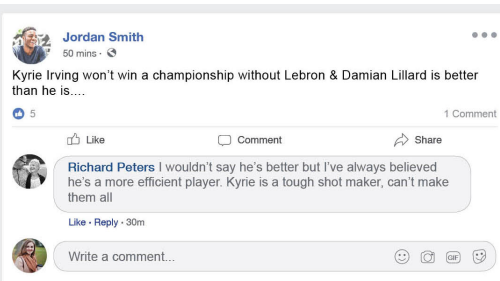 Jordan Smith
50 mins ·
Kyrie Irving won't win a championship without Lebron & Damian Lillard is better
than he is....
5
1 Comment
Like Comment Share
Richard Peters I wouldn't say he's better but I've always believed
he's a more efficient player. Kyrie is a tough shot maker, can't make
them all
Like · Reply · 30m
Write a comment...
GIF